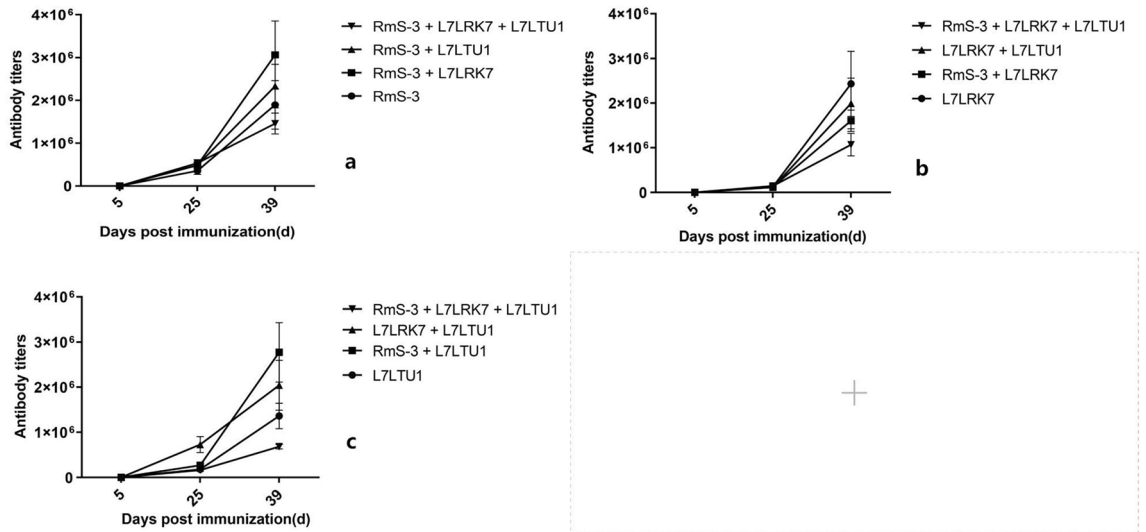 4×10⁶
3×10⁶
2×10⁶
1×10⁶
0
Antibody titers
5
25
39
Days post immunization(d)
RmS-3 + L7LRK7 + L7LTU1
RmS-3 + L7LTU1
RmS-3 + L7LRK7
RmS-3
a
4×10⁶
3×10⁶
2×10⁶
1×10⁶
0
Antibody titers
5
25
39
Days post immunization(d)
RmS-3 + L7LRK7 + L7LTU1
L7LRK7 + L7LTU1
RmS-3 + L7LRK7
L7LRK7
b
4×10⁶
3×10⁶
2×10⁶
1×10⁶
0
Antibody titers
5
25
39
Days post immunization(d)
RmS-3 + L7LRK7 + L7LTU1
L7LRK7 + L7LTU1
RmS-3 + L7LTU1
L7LTU1
c